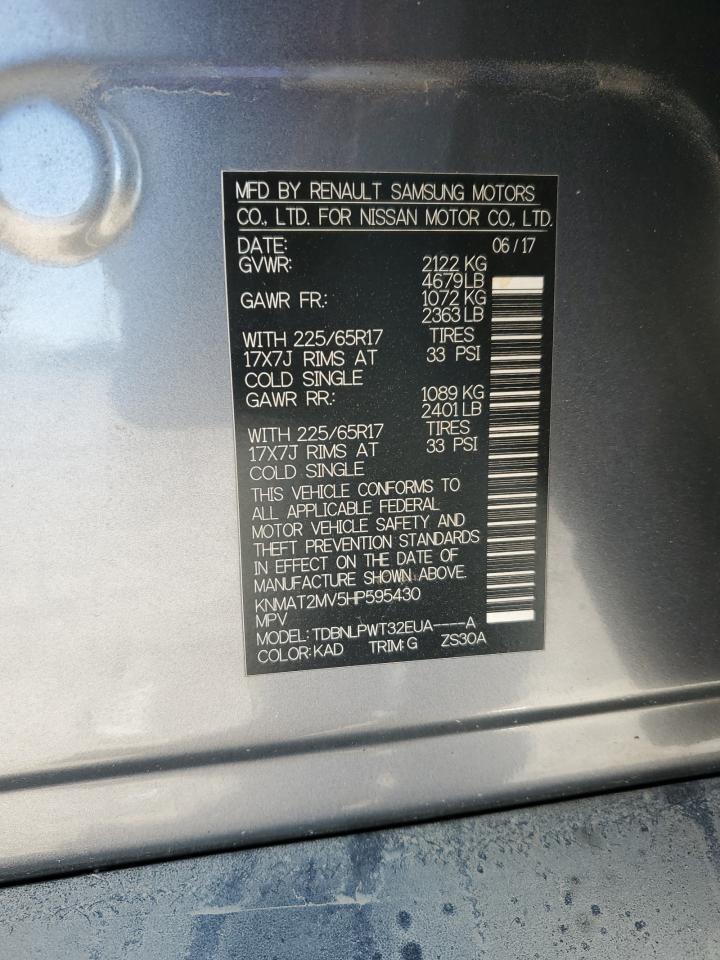 MFD BY RENAULT SAMSUNG MOTORS
CO., LTD. FOR NISSAN MOTOR CO., LTD.
DATE: 06 / 17
GVWR: 2122 KG
4679 LB
GAWR FR.: 1072 KG
2363 LB
WITH 225/65R17 TIRES
17X7J RIMS AT 33 PSI
COLD SINGLE
GAWR RR.: 1089 KG
2401 LB
WITH 225/65R17 TIRES
17X7J RIMS AT 33 PSI
COLD SINGLE
THIS VEHICLE CONFORMS TO
ALL APPLICABLE FEDERAL
MOTOR VEHICLE SAFETY AND
THEFT PREVENTION STANDARDS
IN EFFECT ON THE DATE OF
MANUFACTURE SHOWN ABOVE.
KNMAT2MV5HP595430
MPV
MODEL: TDBNLPWT32EUA----A
COLOR: KAD TRIM: G ZS30A